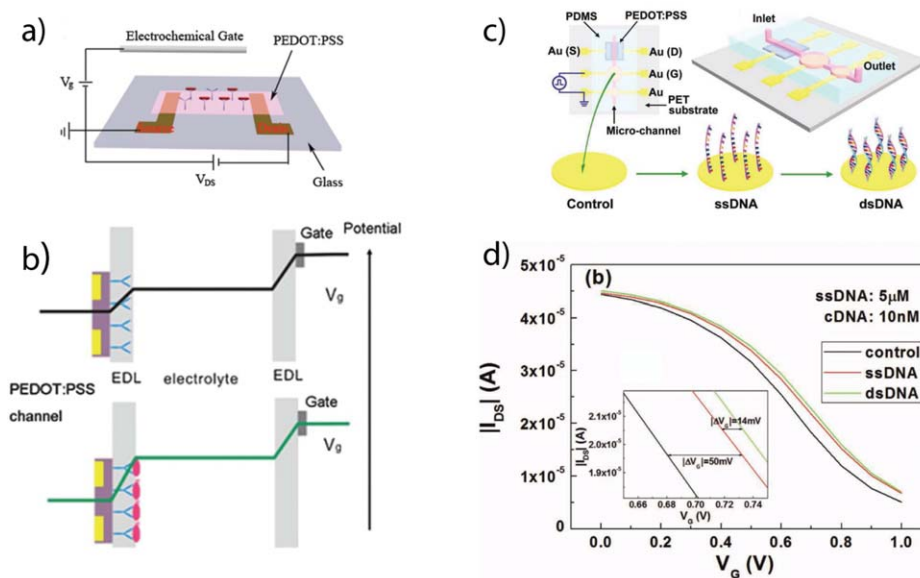 a)
Electrochemical Gate
PEDOT:PSS
Vg
VDS
Glass
b)
Potential
Gate
Vg
EDL
electrolyte
EDL
PEDOT:PSS
channel
Gate
Vg
c)
PDMS
PEDOT:PSS
Au (S)
Au (D)
Au (G)
Au
PET
substrate
Micro-channel
Inlet
Outlet
Control
ssDNA
dsDNA
d)
(b)
ssDNA: 5μM
cDNA: 10nM
control
ssDNA
dsDNA
|IDS| (A)
5x10-5
4x10-5
3x10-5
2x10-5
1x10-5
0
0.0 0.2 0.4 0.6 0.8 1.0
VG (V)
|IDS| (A)
2.1x10-5
2.0x10-5
1.9x10-5
|ΔVG|=14mV
|ΔVG|=50mV
0.66 0.68 0.70 0.72 0.74
VG (V)